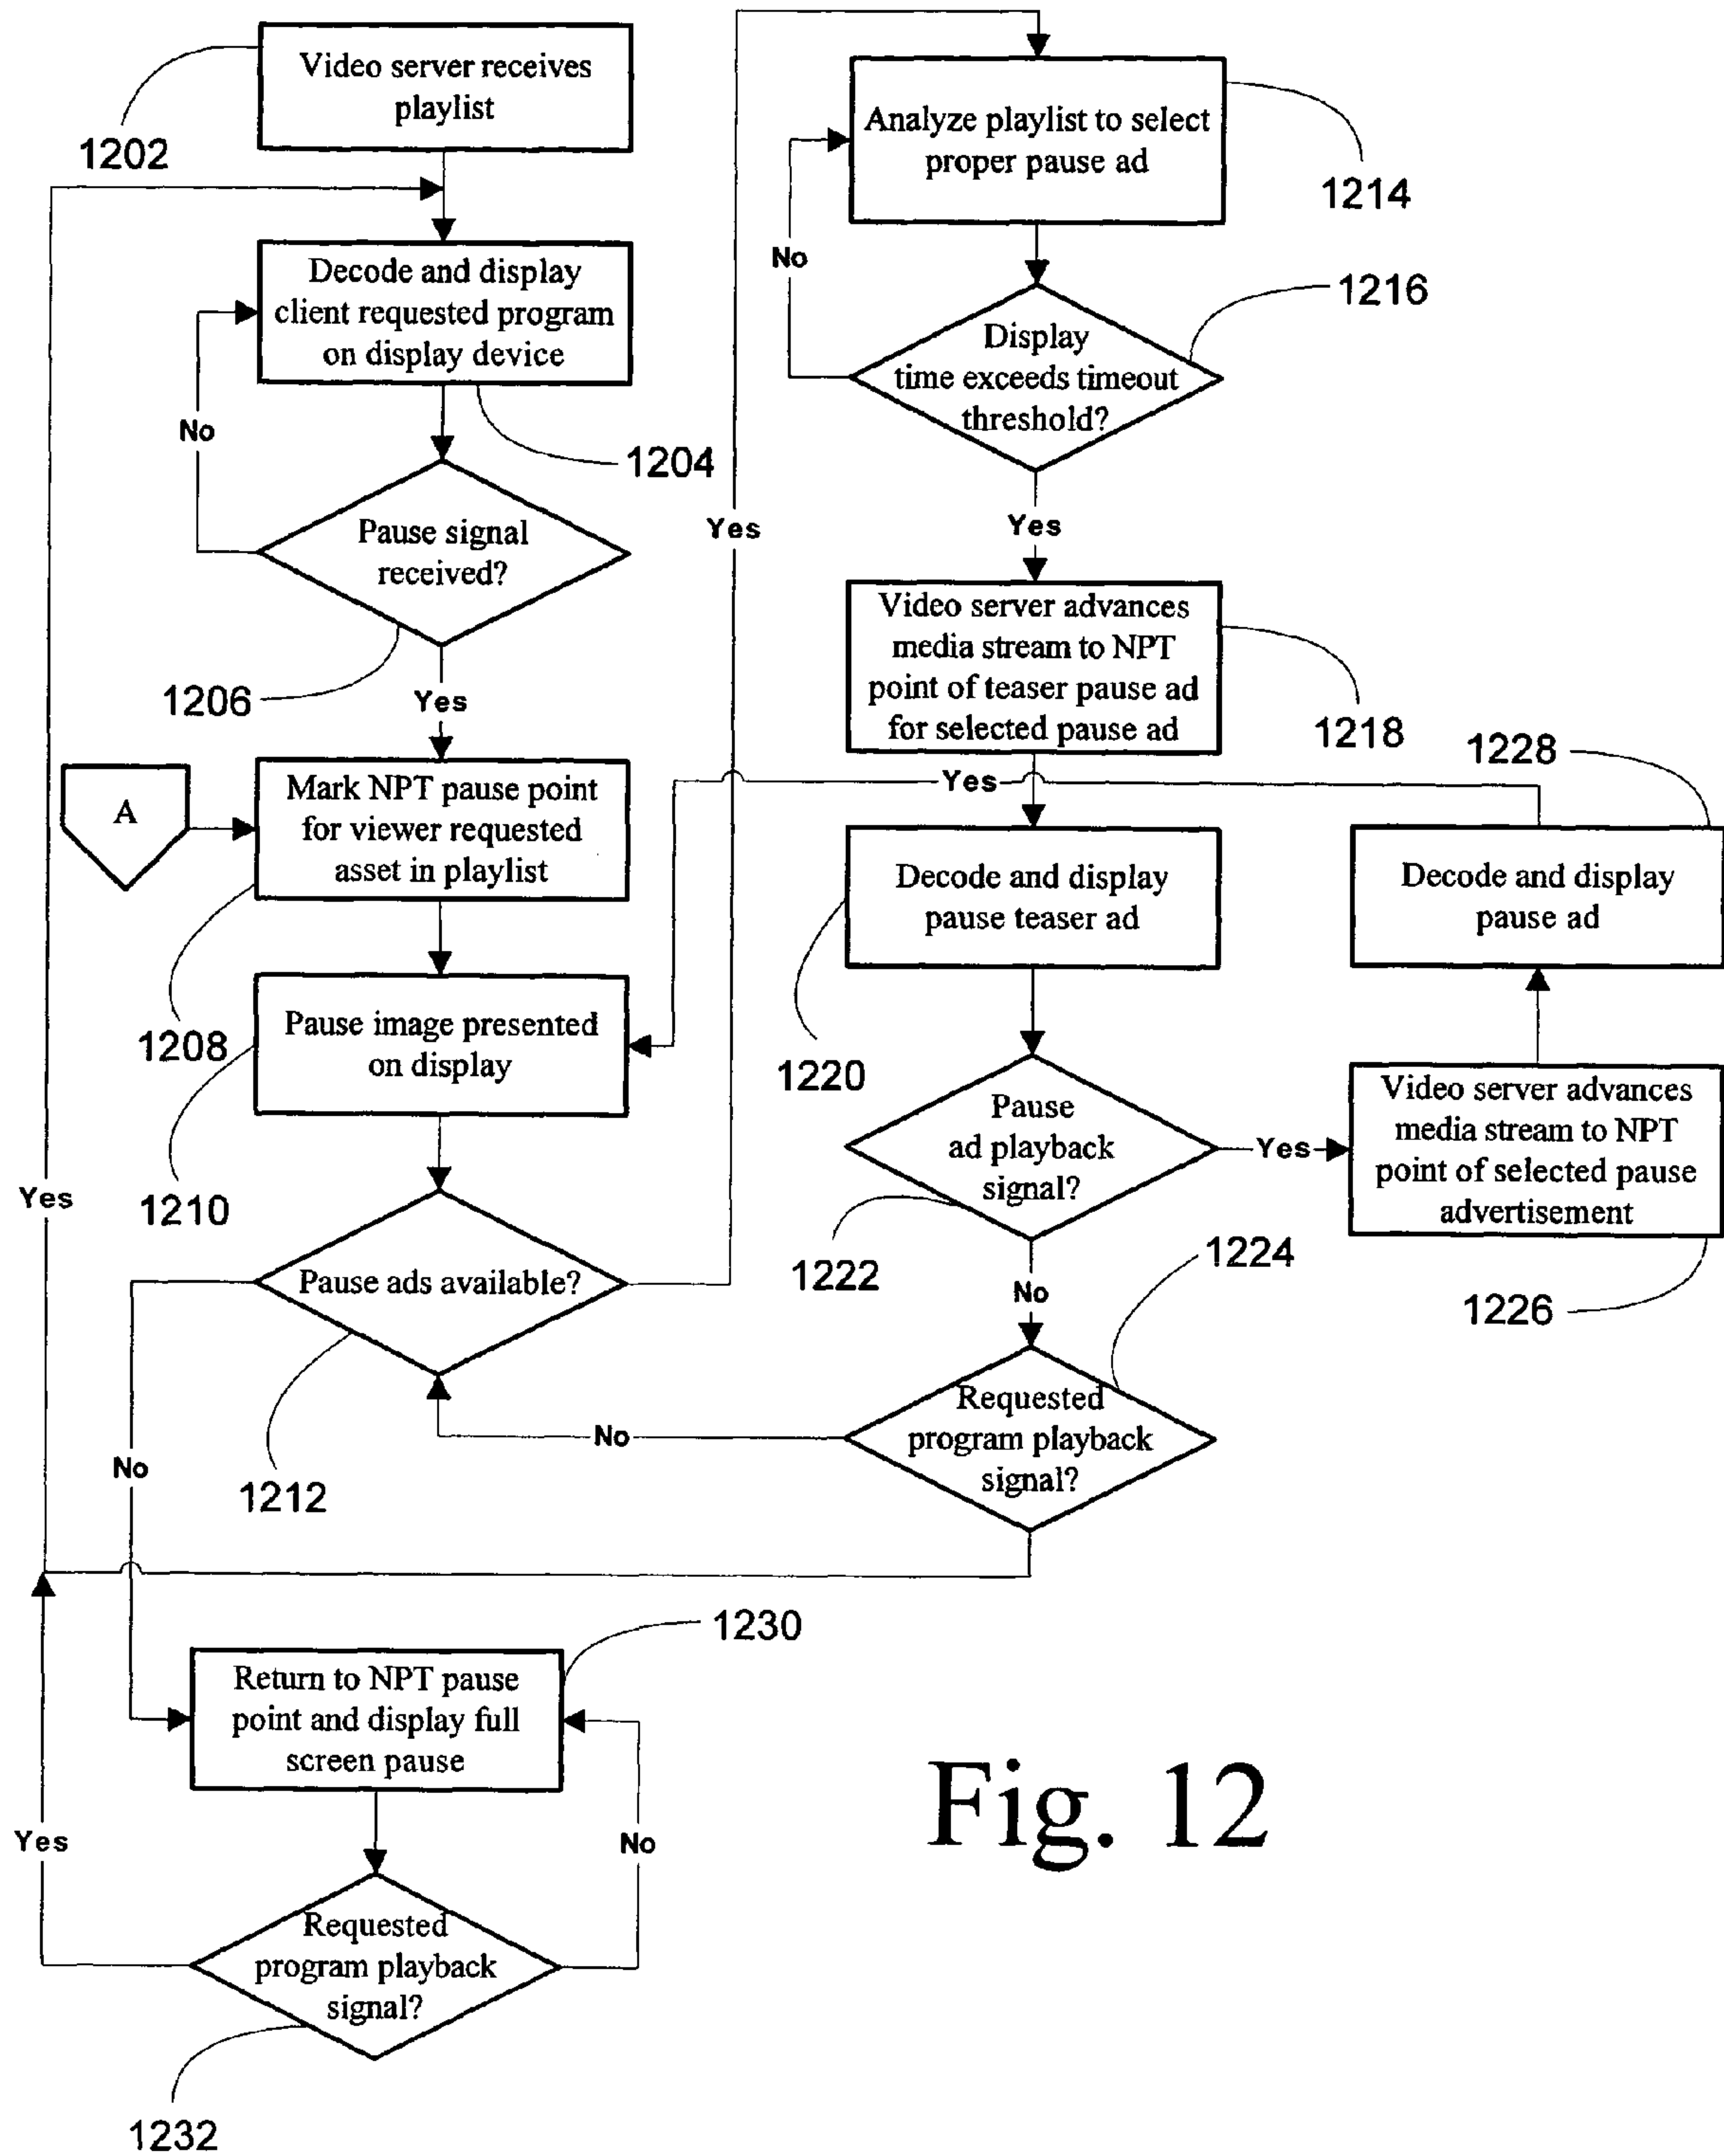 Video server receives
playlist
1202
Decode and display
client requested program
on display device
No
1204
Pause signal
received?
1206
Yes
A
Mark NPT pause point
for viewer requested
asset in playlist
1208
Pause image presented
on display
1210
Yes
Pause ads available?
1212
No
Yes
Analyze playlist to select
proper pause ad
1214
No
Display
time exceeds timeout
threshold?
1216
Yes
Video server advances
media stream to NPT
point of teaser pause ad
for selected pause ad
1218
Yes
1228
Decode and display
pause teaser ad
1220
Decode and display
pause ad
Pause
ad playback
signal?
1222
Yes
Video server advances
media stream to NPT
point of selected pause
advertisement
1226
No
1224
Requested
program playback
signal?
No
1230
Return to NPT pause
point and display full
screen pause
Yes
No
Requested
program playback
signal?
1232
Fig. 12